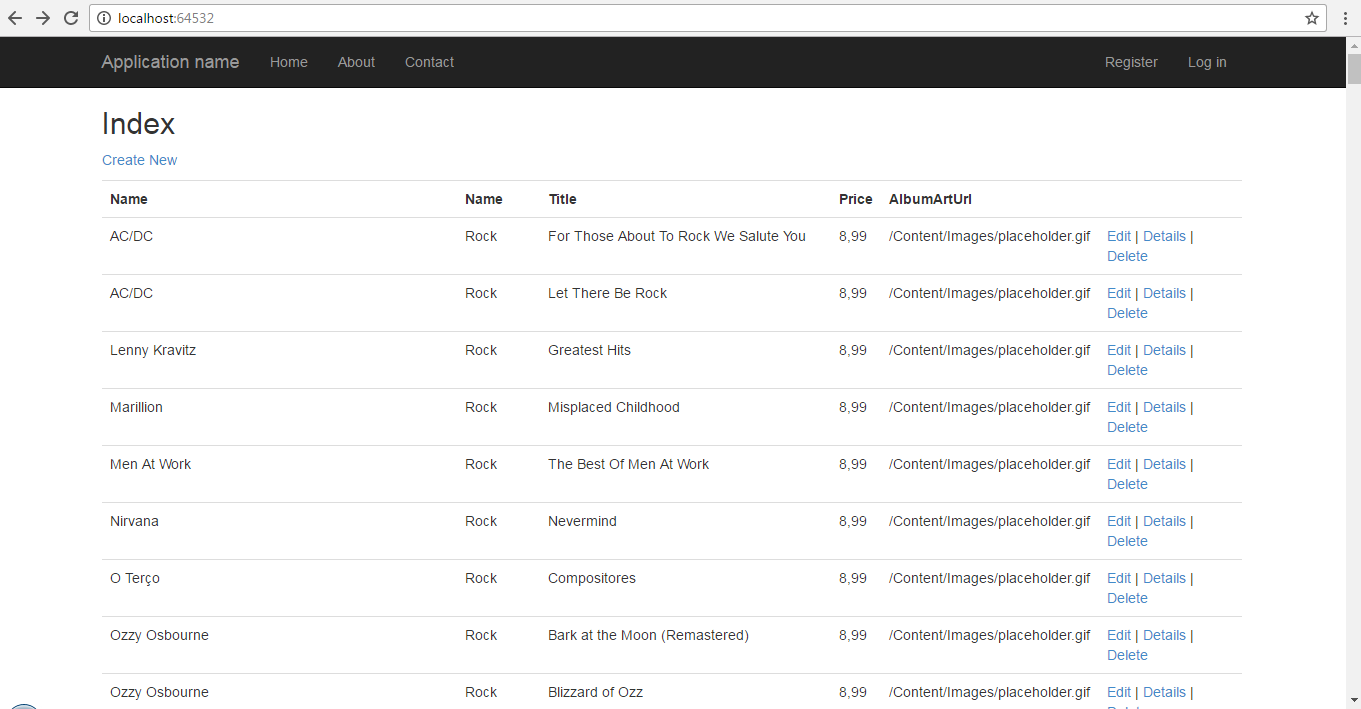 localhost:64532
Application name Home About Contact Register Log in
Index
Create New
Name Name Title Price AlbumArtUrl
AC/DC Rock For Those About To Rock We Salute You 8,99 /Content/Images/placeholder.gif Edit | Details |
Delete
AC/DC Rock Let There Be Rock 8,99 /Content/Images/placeholder.gif Edit | Details |
Delete
Lenny Kravitz Rock Greatest Hits 8,99 /Content/Images/placeholder.gif Edit | Details |
Delete
Marillion Rock Misplaced Childhood 8,99 /Content/Images/placeholder.gif Edit | Details |
Delete
Men At Work Rock The Best Of Men At Work 8,99 /Content/Images/placeholder.gif Edit | Details |
Delete
Nirvana Rock Nevermind 8,99 /Content/Images/placeholder.gif Edit | Details |
Delete
O Terço Rock Compositores 8,99 /Content/Images/placeholder.gif Edit | Details |
Delete
Ozzy Osbourne Rock Bark at the Moon (Remastered) 8,99 /Content/Images/placeholder.gif Edit | Details |
Delete
Ozzy Osbourne Rock Blizzard of Ozz 8,99 /Content/Images/placeholder.gif Edit | Details |